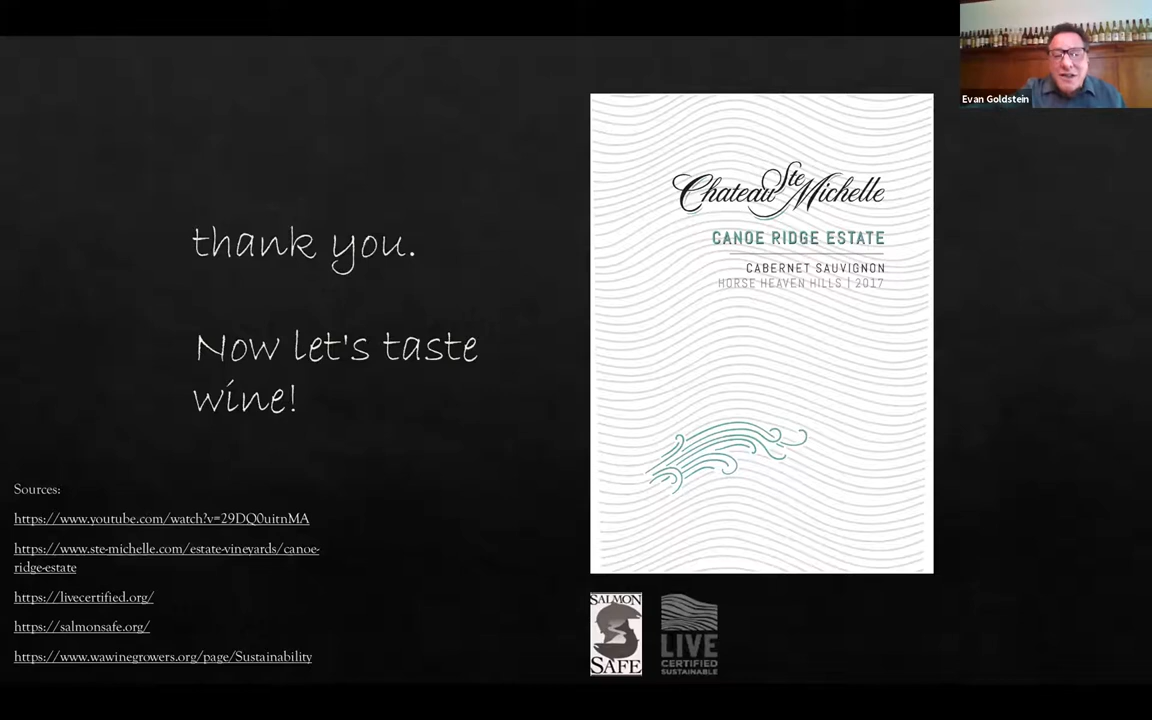 Evan Goldstein
thank you.
Now let's taste
wine!
Chateau Ste Michelle
CANOE RIDGE ESTATE
CABERNET SAUVIGNON
HORSE HEAVEN HILLS | 2017
Sources:
https://www.youtube.com/watch?v=29DQ0uitnMA
https://www.ste-michelle.com/estate-vineyards/canoe-
ridge-estate
https://livecertified.org/
https://salmonsafe.org/
https://www.wawinegrowers.org/page/Sustainability
SALMON
SAFE
LIVE
CERTIFIED
SUSTAINABLE